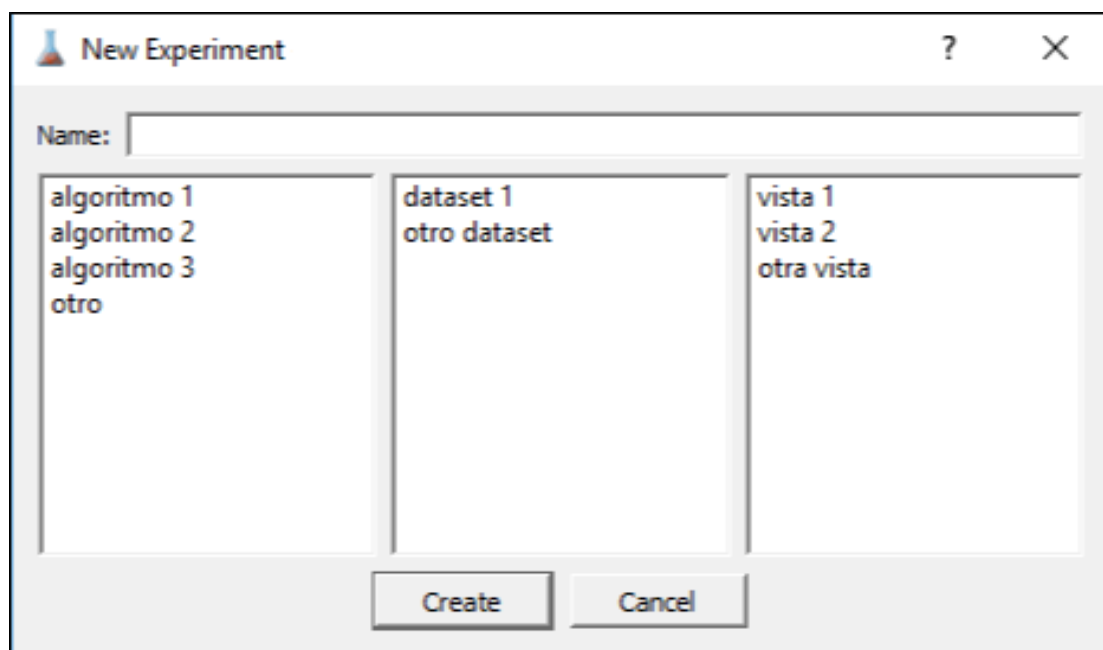 New Experiment ?
Name:
algoritmo 1
algoritmo 2
algoritmo 3
otro
dataset 1
otro dataset
vista 1
vista 2
otra vista
Create Cancel